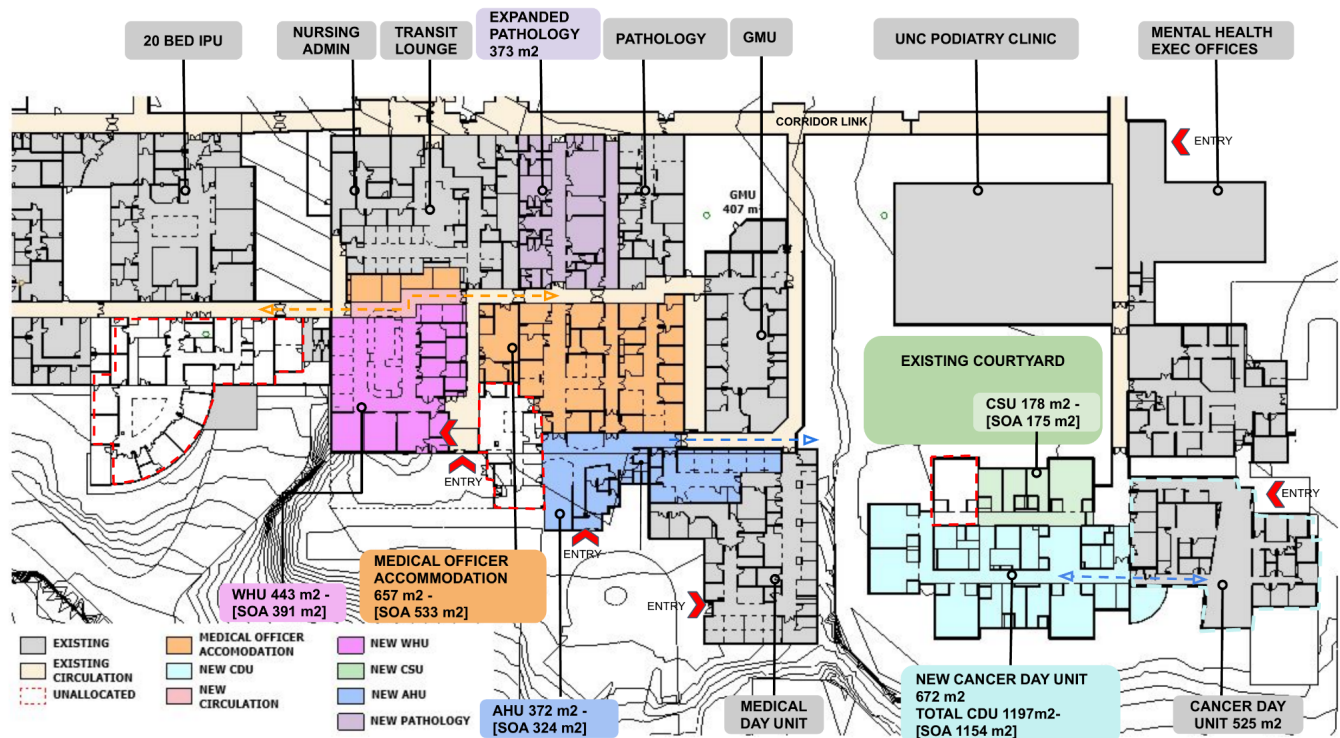 20 BED IPU
NURSING
ADMIN
TRANSIT
LOUNGE
EXPANDED
PATHOLOGY
373 m2
PATHOLOGY
GMU
UNC PODIATRY CLINIC
MENTAL HEALTH
EXEC OFFICES
CORRIDOR LINK
ENTRY
GMU
407 m²
EXISTING COURTYARD
CSU 178 m2 -
[SOA 175 m2]
ENTRY
ENTRY
ENTRY
ENTRY
WHU 443 m2 -
[SOA 391 m2]
MEDICAL OFFICER
ACCOMMODATION
657 m2 -
[SOA 533 m2]
AHU 372 m2 -
[SOA 324 m2]
MEDICAL
DAY UNIT
NEW CANCER DAY UNIT
672 m2
TOTAL CDU 1197m2-
[SOA 1154 m2]
CANCER DAY
UNIT 525 m2
EXISTING
EXISTING
CIRCULATION
UNALLOCATED
MEDICAL OFFICER
ACCOMODATION
NEW CDU
NEW
CIRCULATION
NEW WHU
NEW CSU
NEW AHU
NEW PATHOLOGY